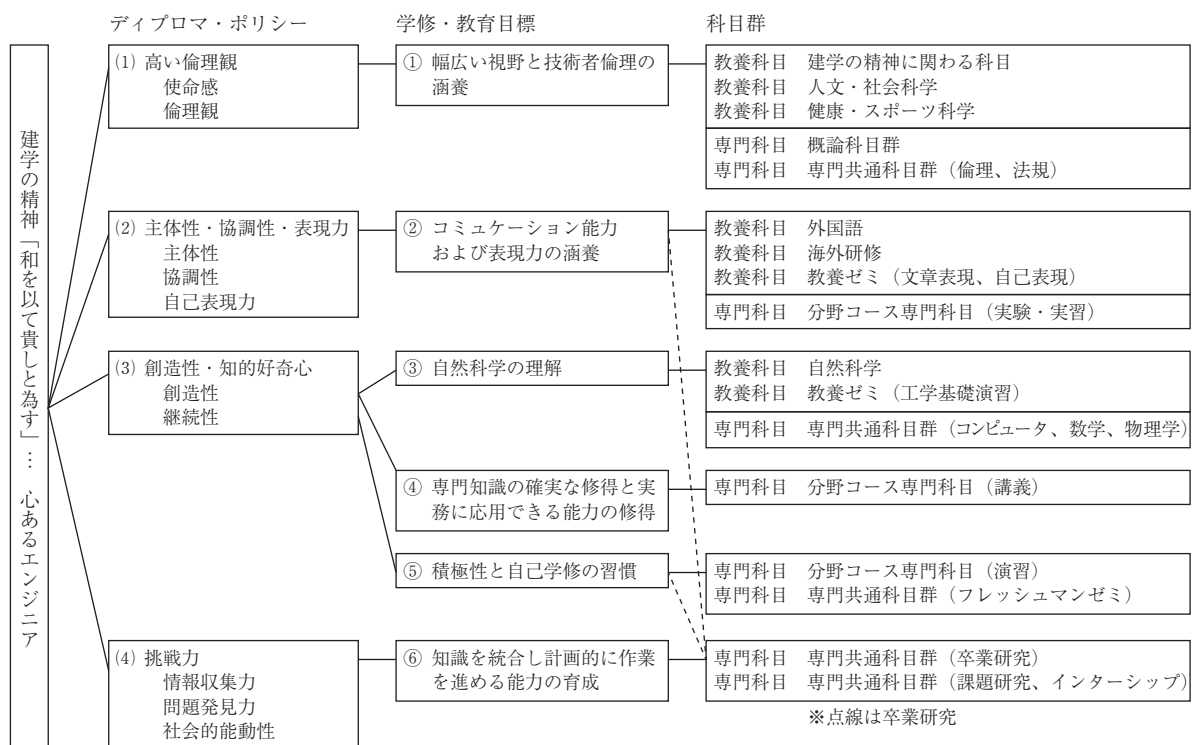 ディプロマ・ポリシー
学修・教育目標
科目群
建学の精神「和を以て貴しと為す」… 心あるエンジニア
(1) 高い倫理観
使命感
倫理観
① 幅広い視野と技術者倫理の
涵養
教養科目 建学の精神に関わる科目
教養科目 人文・社会科学
教養科目 健康・スポーツ科学
専門科目 概論科目群
専門科目 専門共通科目群（倫理、法規）
(2) 主体性・協調性・表現力
主体性
協調性
自己表現力
② コミュケーション能力
および表現力の涵養
教養科目 外国語
教養科目 海外研修
教養科目 教養ゼミ（文章表現、自己表現）
専門科目 分野コース専門科目（実験・実習）
(3) 創造性・知的好奇心
創造性
継続性
③ 自然科学の理解
教養科目 自然科学
教養科目 教養ゼミ（工学基礎演習）
専門科目 専門共通科目群（コンピュータ、数学、物理学）
④ 専門知識の確実な修得と実
務に応用できる能力の修得
専門科目 分野コース専門科目（講義）
⑤ 積極性と自己学修の習慣
専門科目 分野コース専門科目（演習）
専門科目 専門共通科目群（フレッシュマンゼミ）
(4) 挑戦力
情報収集力
問題発見力
社会的能動性
⑥ 知識を統合し計画的に作業
を進める能力の育成
専門科目 専門共通科目群（卒業研究）
専門科目 専門共通科目群（課題研究、インターシップ）
※点線は卒業研究